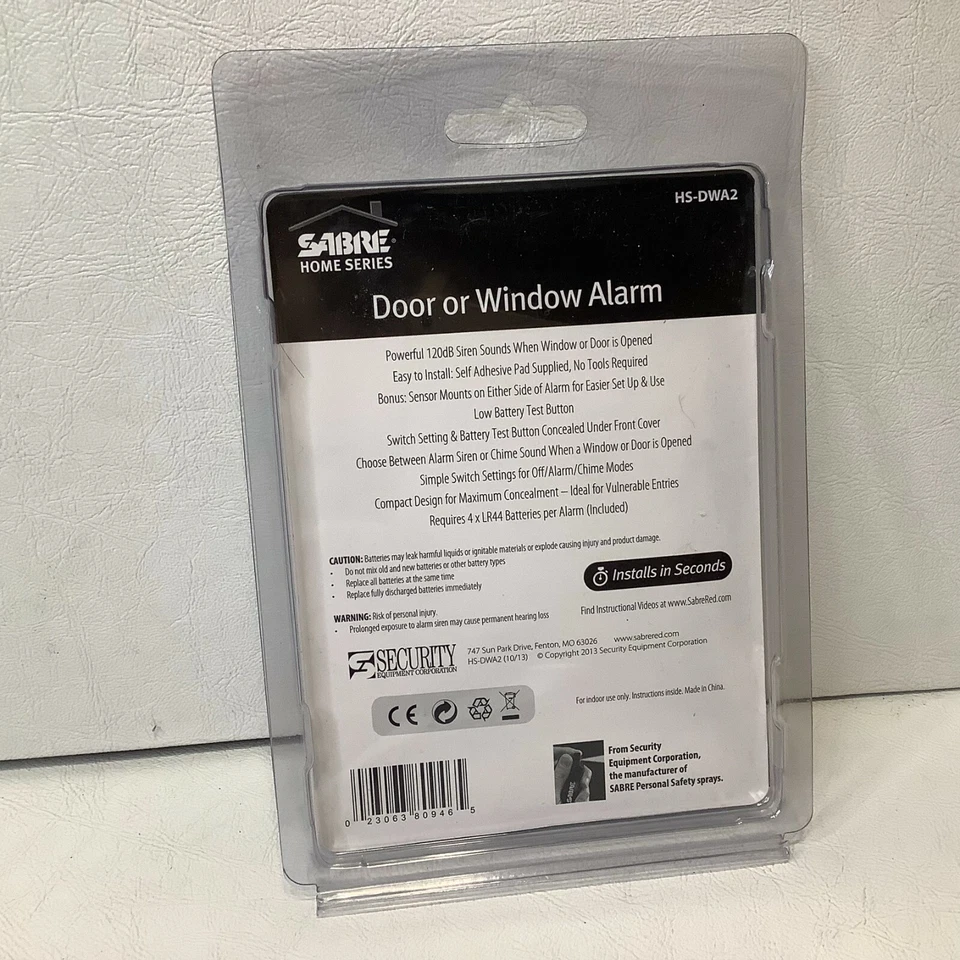 HS-DWA2
SABRE®
HOME SERIES
Door or Window Alarm
Powerful 120dB Siren Sounds When Window or Door is Opened
Easy to Install: Self Adhesive Pad Supplied, No Tools Required
Bonus: Sensor Mounts on Either Side of Alarm for Easier Set Up & Use
Low Battery Test Button
Switch Setting & Battery Test Button Concealed Under Front Cover
Choose Between Alarm Siren or Chime Sound When a Window or Door is Opened
Simple Switch Settings for Off/Alarm/Chime Modes
Compact Design for Maximum Concealment – Ideal for Vulnerable Entries
Requires 4 x LR44 Batteries per Alarm (Included)
CAUTION: Batteries may leak harmful liquids or ignitable materials or explode causing injury and product damage.
• Do not mix old and new batteries or other battery types
• Replace all batteries at the same time
• Replace fully discharged batteries immediately
Installs in Seconds
WARNING: Risk of personal injury.
• Prolonged exposure to alarm siren may cause permanent hearing loss
Find Instructional Videos at www.SabreRed.com
SECURITY
EQUIPMENT CORPORATION
747 Sun Park Drive, Fenton, MO 63026 www.sabrered.com
HS-DWA2 (10/13) © Copyright 2013 Security Equipment Corporation
For indoor use only. Instructions inside. Made in China.
CE
From Security
Equipment Corporation,
the manufacturer of
SABRE Personal Safety sprays.
SABRE
0 23063 80946 5